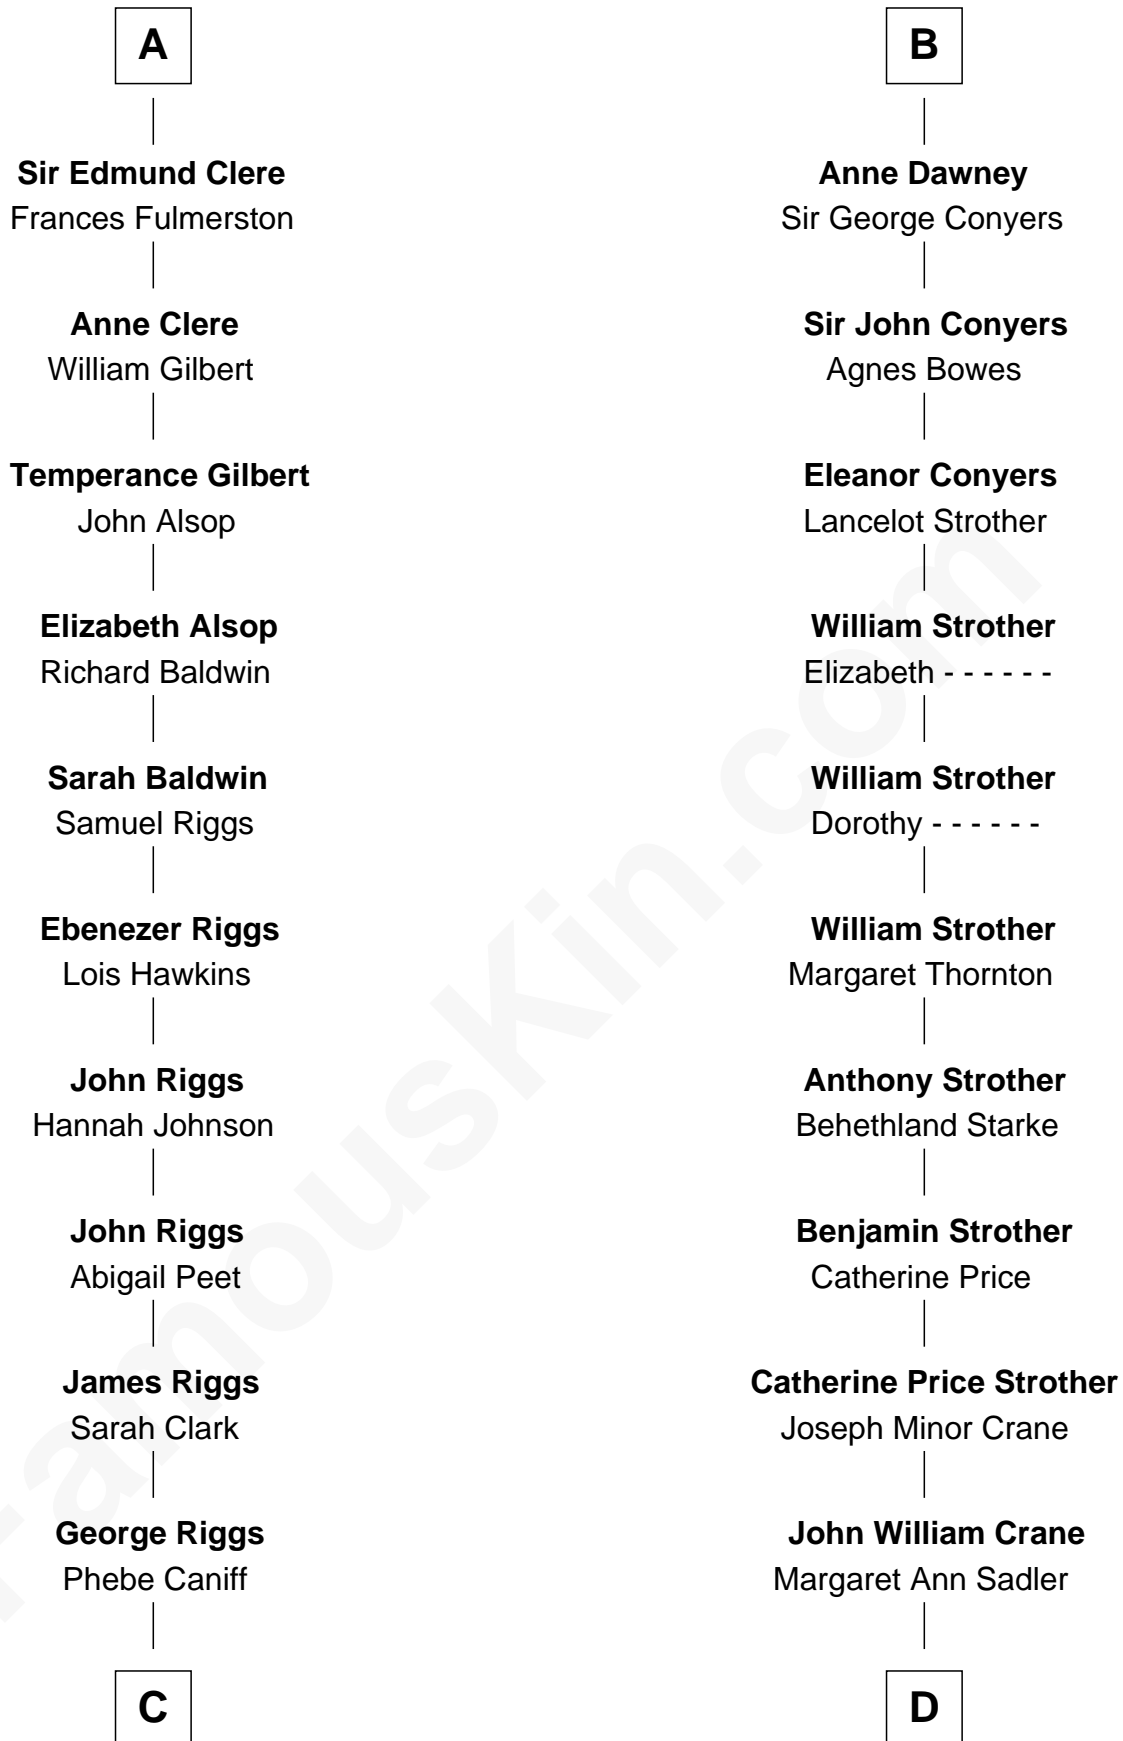 A
Sir Edmund Clere
Frances Fulmerston
Anne Clere
William Gilbert
Temperance Gilbert
John Alsop
Elizabeth Alsop
Richard Baldwin
Sarah Baldwin
Samuel Riggs
Ebenezer Riggs
Lois Hawkins
John Riggs
Hannah Johnson
John Riggs
Abigail Peet
James Riggs
Sarah Clark
George Riggs
Phebe Caniff
C
B
Anne Dawney
Sir George Conyers
Sir John Conyers
Agnes Bowes
Eleanor Conyers
Lancelot Strother
William Strother
Elizabeth - - - - - -
William Strother
Dorothy - - - - - -
William Strother
Margaret Thornton
Anthony Strother
Behethland Starke
Benjamin Strother
Catherine Price
Catherine Price Strother
Joseph Minor Crane
John William Crane
Margaret Ann Sadler
D
FamousKin.com